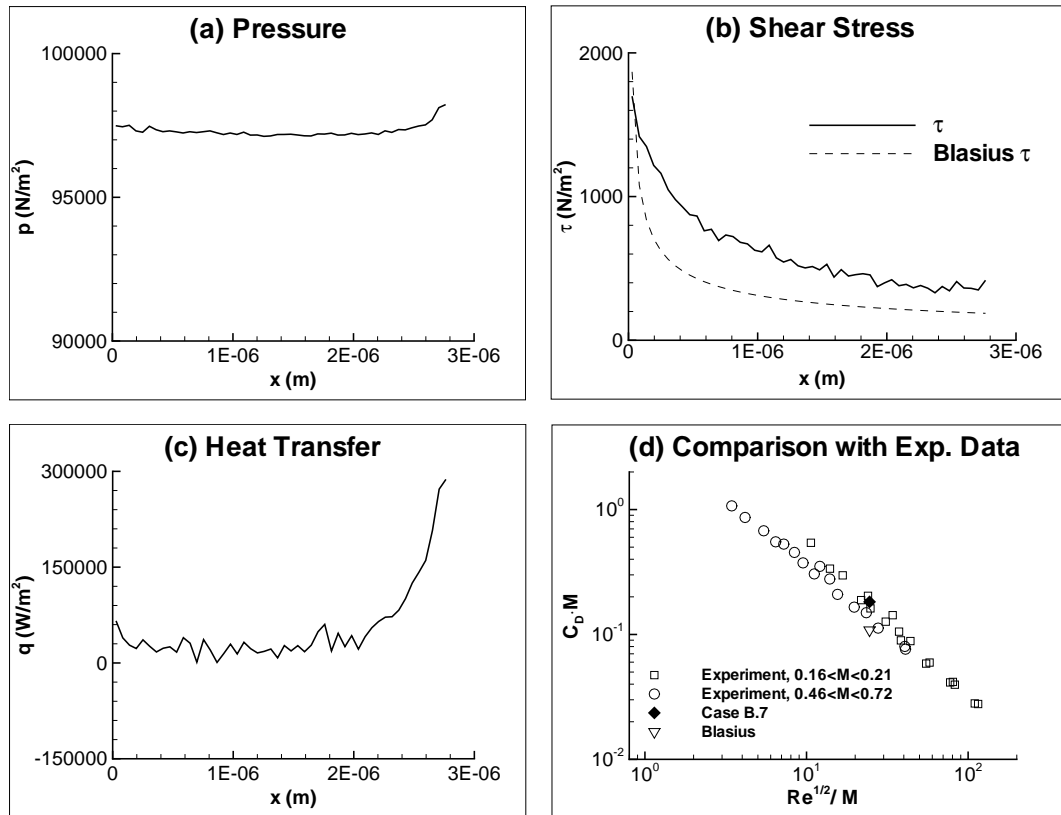 (a) Pressure
100000
95000
90000
p (N/m²)
0
1E-06
2E-06
3E-06
x (m)
(b) Shear Stress
2000
1000
0
τ (N/m²)
τ
Blasius τ
0
1E-06
2E-06
3E-06
x (m)
(c) Heat Transfer
300000
150000
0
-150000
q (W/m²)
0
1E-06
2E-06
3E-06
x (m)
(d) Comparison with Exp. Data
10⁰
10⁻¹
10⁻²
C_D·M
Experiment, 0.16<M<0.21
Experiment, 0.46<M<0.72
Case B.7
Blasius
10⁰
10¹
10²
Re¹ᐟ²/ M